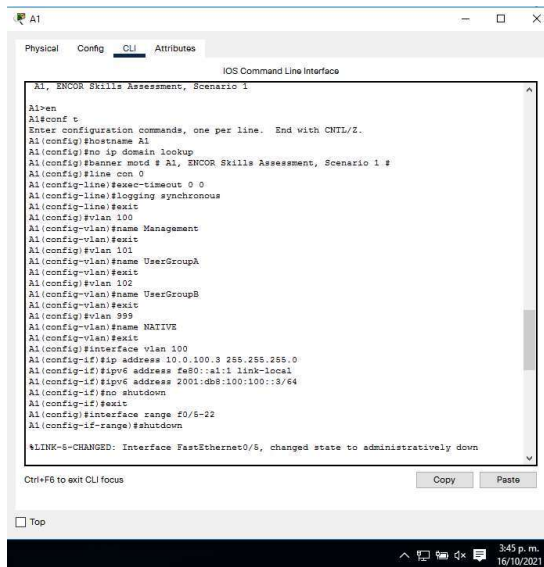 A1
Physical Config CLI Attributes
IOS Command Line Interface
A1, ENCOR Skills Assessment, Scenario 1
A1>en
A1#conf t
Enter configuration commands, one per line. End with CNTL/Z.
A1(config)#hostname A1
A1(config)#no ip domain lookup
A1(config)#banner motd # A1, ENCOR Skills Assessment, Scenario 1 #
A1(config)#line con 0
A1(config-line)#exec-timeout 0 0
A1(config-line)#logging synchronous
A1(config-line)#exit
A1(config)#vlan 100
A1(config-vlan)#name Management
A1(config-vlan)#exit
A1(config)#vlan 101
A1(config-vlan)#name UserGroupA
A1(config-vlan)#exit
A1(config)#vlan 102
A1(config-vlan)#name UserGroupB
A1(config-vlan)#exit
A1(config)#vlan 999
A1(config-vlan)#name NATIVE
A1(config-vlan)#exit
A1(config)#interface vlan 100
A1(config-if)#ip address 10.0.100.3 255.255.255.0
A1(config-if)#ipv6 address fe80::a1:1 link-local
A1(config-if)#ipv6 address 2001:db8:100:100::3/64
A1(config-if)#no shutdown
A1(config-if)#exit
A1(config)#interface range f0/5-22
A1(config-if-range)#shutdown
%LINK-5-CHANGED: Interface FastEthernet0/5, changed state to administratively down
Ctrl+F6 to exit CLI focus
Copy Paste
Top
3:45 p. m.
16/10/2021